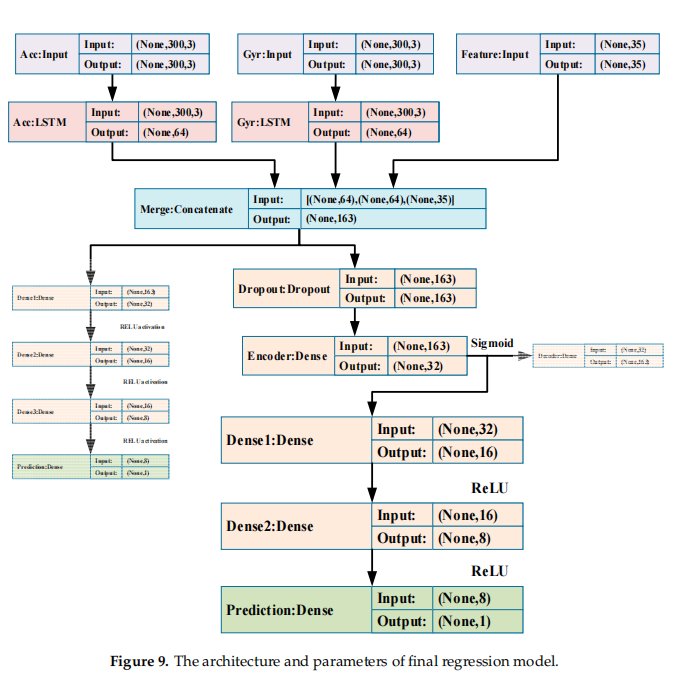 Acc:Input
Input: (None,300,3)
Output: (None,300,3)
Gyr:Input
Input: (None,300,3)
Output: (None,300,3)
Feature:Input
Input: (None,35)
Output: (None,35)
Acc:LSTM
Input: (None,300,3)
Output: (None,64)
Gyr:LSTM
Input: (None,300,3)
Output: (None,64)
Merge:Concatenate
Input: [(None,64),(None,64),(None,35)]
Output: (None,163)
Dense1:Dense
Input: (None,163)
Output: (None,32)
RELU activation
Dense2:Dense
Input: (None,32)
Output: (None,16)
RELU activation
Dense3:Dense
Input: (None,16)
Output: (None,8)
RELU activation
Prediction:Dense
Input: (None,8)
Output: (None,1)
Dropout:Dropout
Input: (None,163)
Output: (None,163)
Encoder:Dense
Input: (None,163)
Output: (None,32)
Sigmoid
Decoder:Dense
Input: (None,32)
Output: (None,163)
Dense1:Dense
Input: (None,32)
Output: (None,16)
ReLU
Dense2:Dense
Input: (None,16)
Output: (None,8)
ReLU
Prediction:Dense
Input: (None,8)
Output: (None,1)
Figure 9. The architecture and parameters of final regression model.